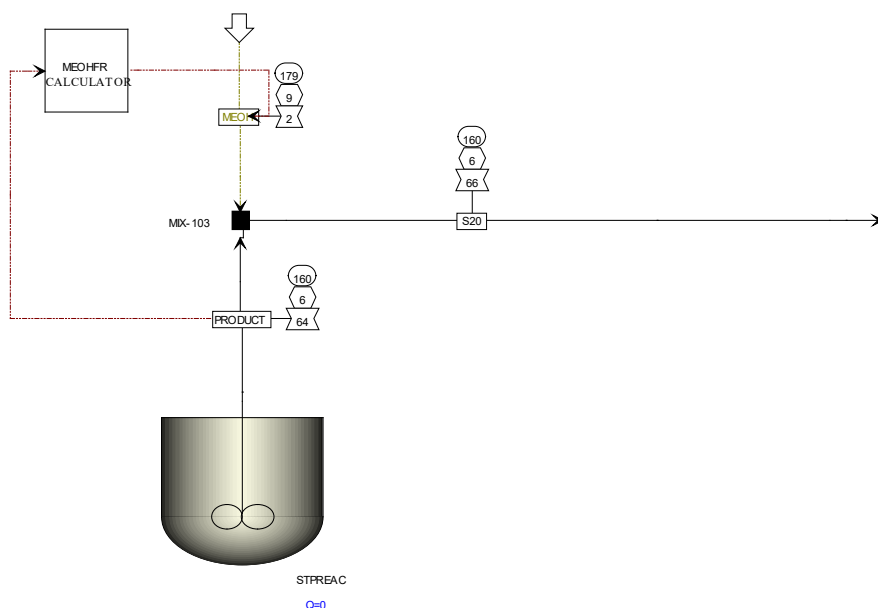 MEOHFR
CALCULATOR
179
9
2
MEOH
160
6
66
S20
MIX-103
160
6
64
PRODUCT
STPREAC
Q=0